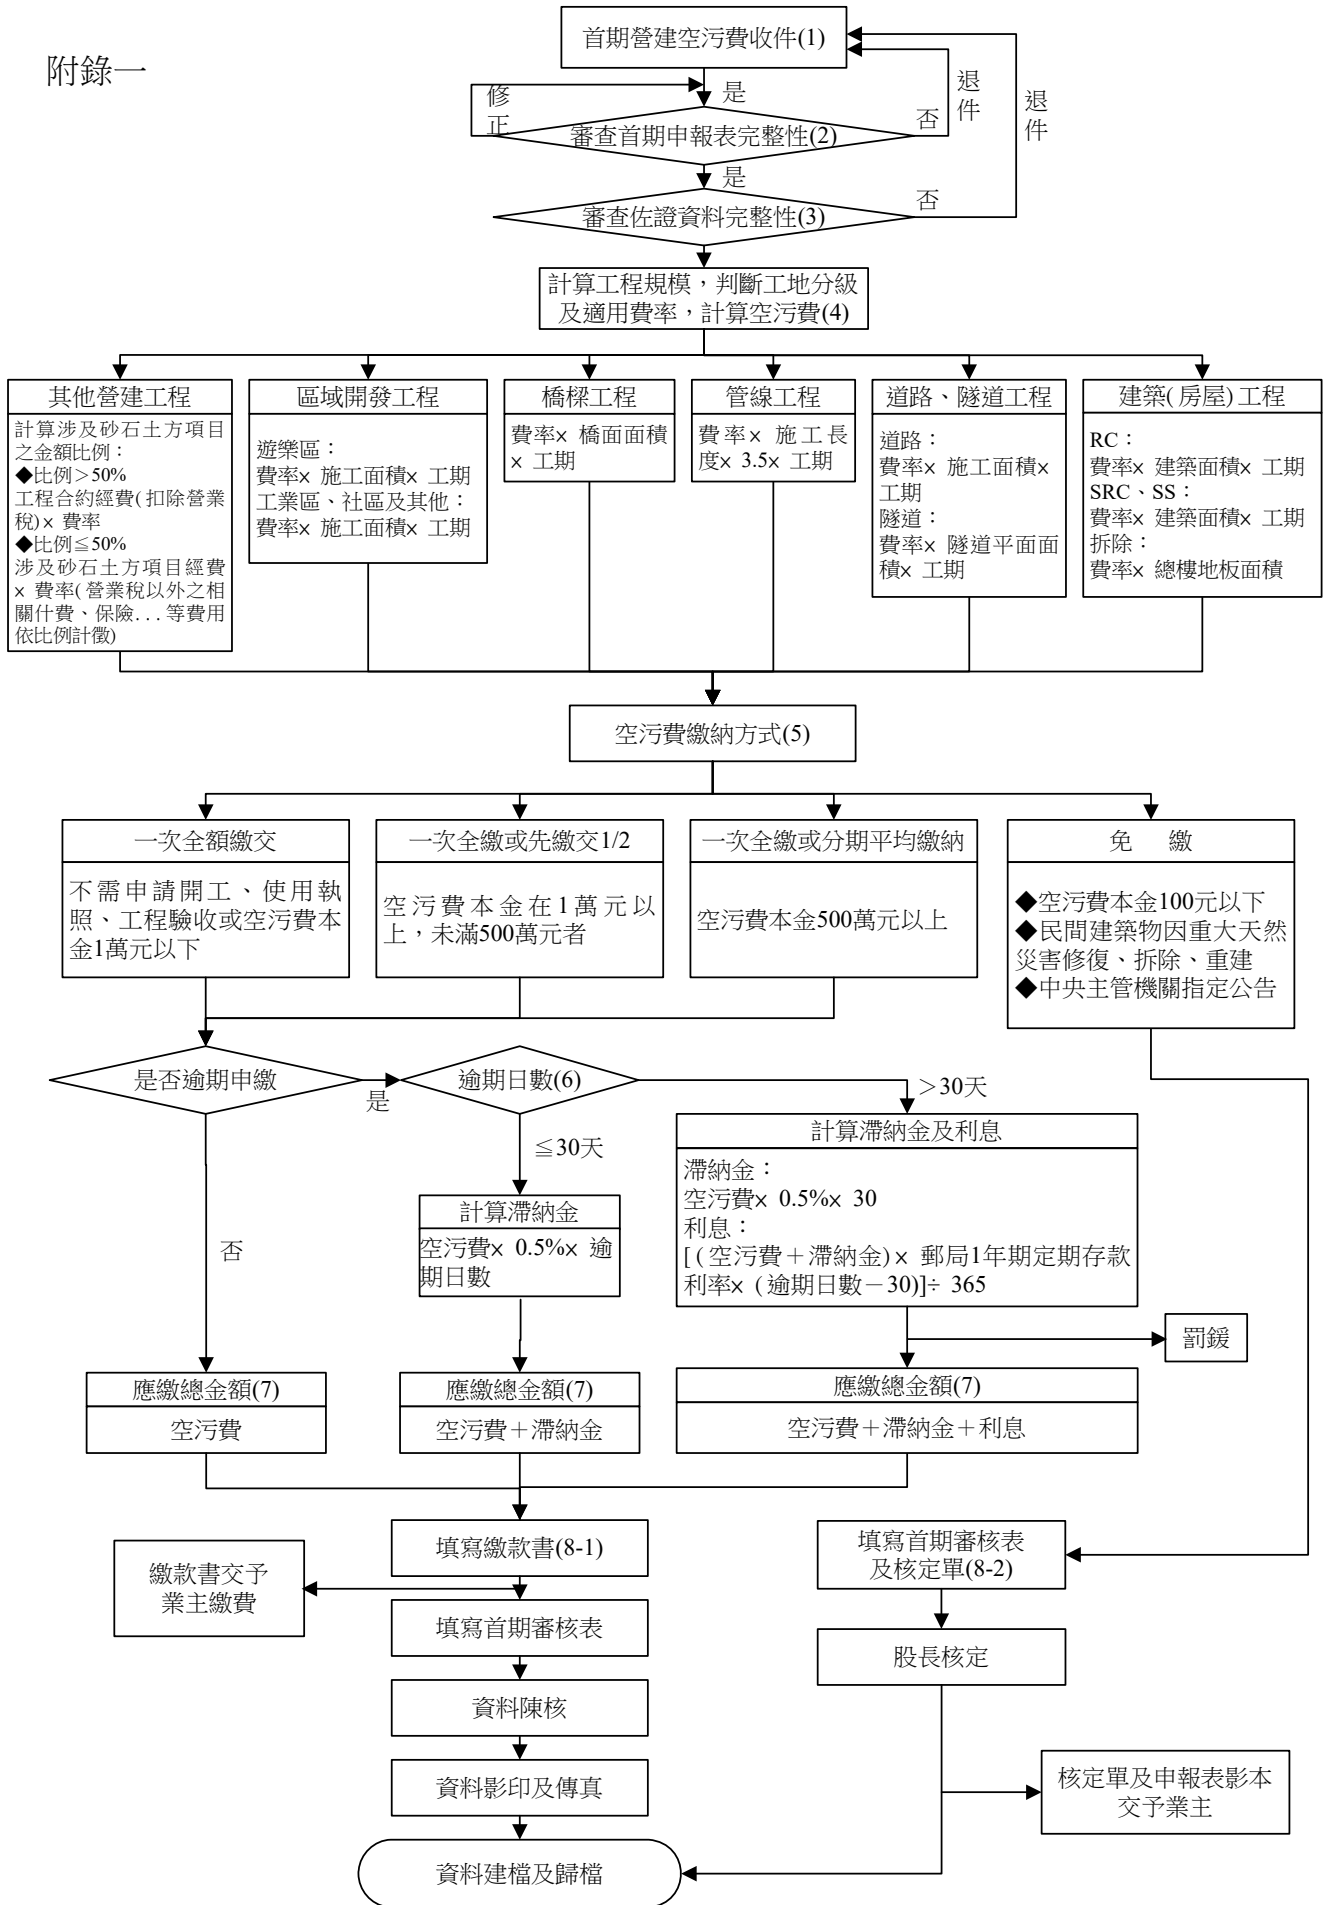 附錄一
首期營建空污費收件(1)
修
正
是
否
退
件
退
件
審查首期申報表完整性(2)
是
否
審查佐證資料完整性(3)
計算工程規模，判斷工地分級
及適用費率，計算空污費(4)
其他營建工程
計算涉及砂石土方項目
之金額比例：
◆比例＞50%
工程合約經費(扣除營業
稅)× 費率
◆比例≦50%
涉及砂石土方項目經費
× 費率(營業稅以外之相
關什費、保險...等費用
依比例計徵)
區域開發工程
遊樂區：
費率× 施工面積× 工期
工業區、社區及其他：
費率× 施工面積× 工期
橋樑工程
費率× 橋面面積
× 工期
管線工程
費率× 施工長
度× 3.5× 工期
道路、隧道工程
道路：
費率× 施工面積×
工期
隧道：
費率× 隧道平面面
積× 工期
建築(房屋)工程
RC：
費率× 建築面積× 工期
SRC、SS：
費率× 建築面積× 工期
拆除：
費率× 總樓地板面積
空污費繳納方式(5)
一次全額繳交
不需申請開工、使用執
照、工程驗收或空污費本
金1萬元以下
一次全繳或先繳交1/2
空污費本金在1萬元以
上，未滿500萬元者
一次全繳或分期平均繳納
空污費本金500萬元以上
免 繳
◆空污費本金100元以下
◆民間建築物因重大天然
災害修復、拆除、重建
◆中央主管機關指定公告
是否逾期申繳
是
逾期日數(6)
＞30天
≦30天
否
計算滯納金
空污費× 0.5%× 逾
期日數
計算滯納金及利息
滯納金：
空污費× 0.5%× 30
利息：
[(空污費＋滯納金)× 郵局1年期定期存款
利率× (逾期日數－30)]÷ 365
罰鍰
應繳總金額(7)
空污費
應繳總金額(7)
空污費＋滯納金
應繳總金額(7)
空污費＋滯納金＋利息
填寫繳款書(8-1)
繳款書交予
業主繳費
填寫首期審核表
資料陳核
資料影印及傳真
資料建檔及歸檔
填寫首期審核表
及核定單(8-2)
股長核定
核定單及申報表影本
交予業主